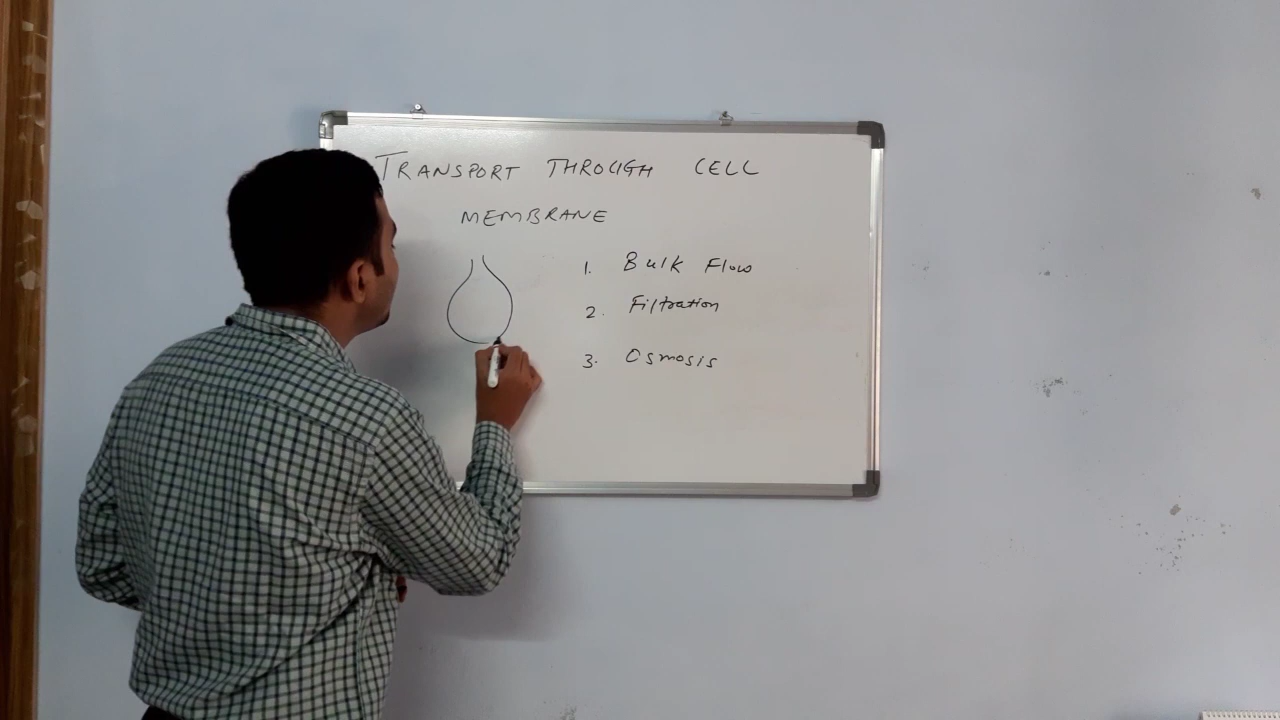 TRANSPORT THROUGH CELL
MEMBRANE
1. Bulk Flow
2. Filtration
3. Osmosis